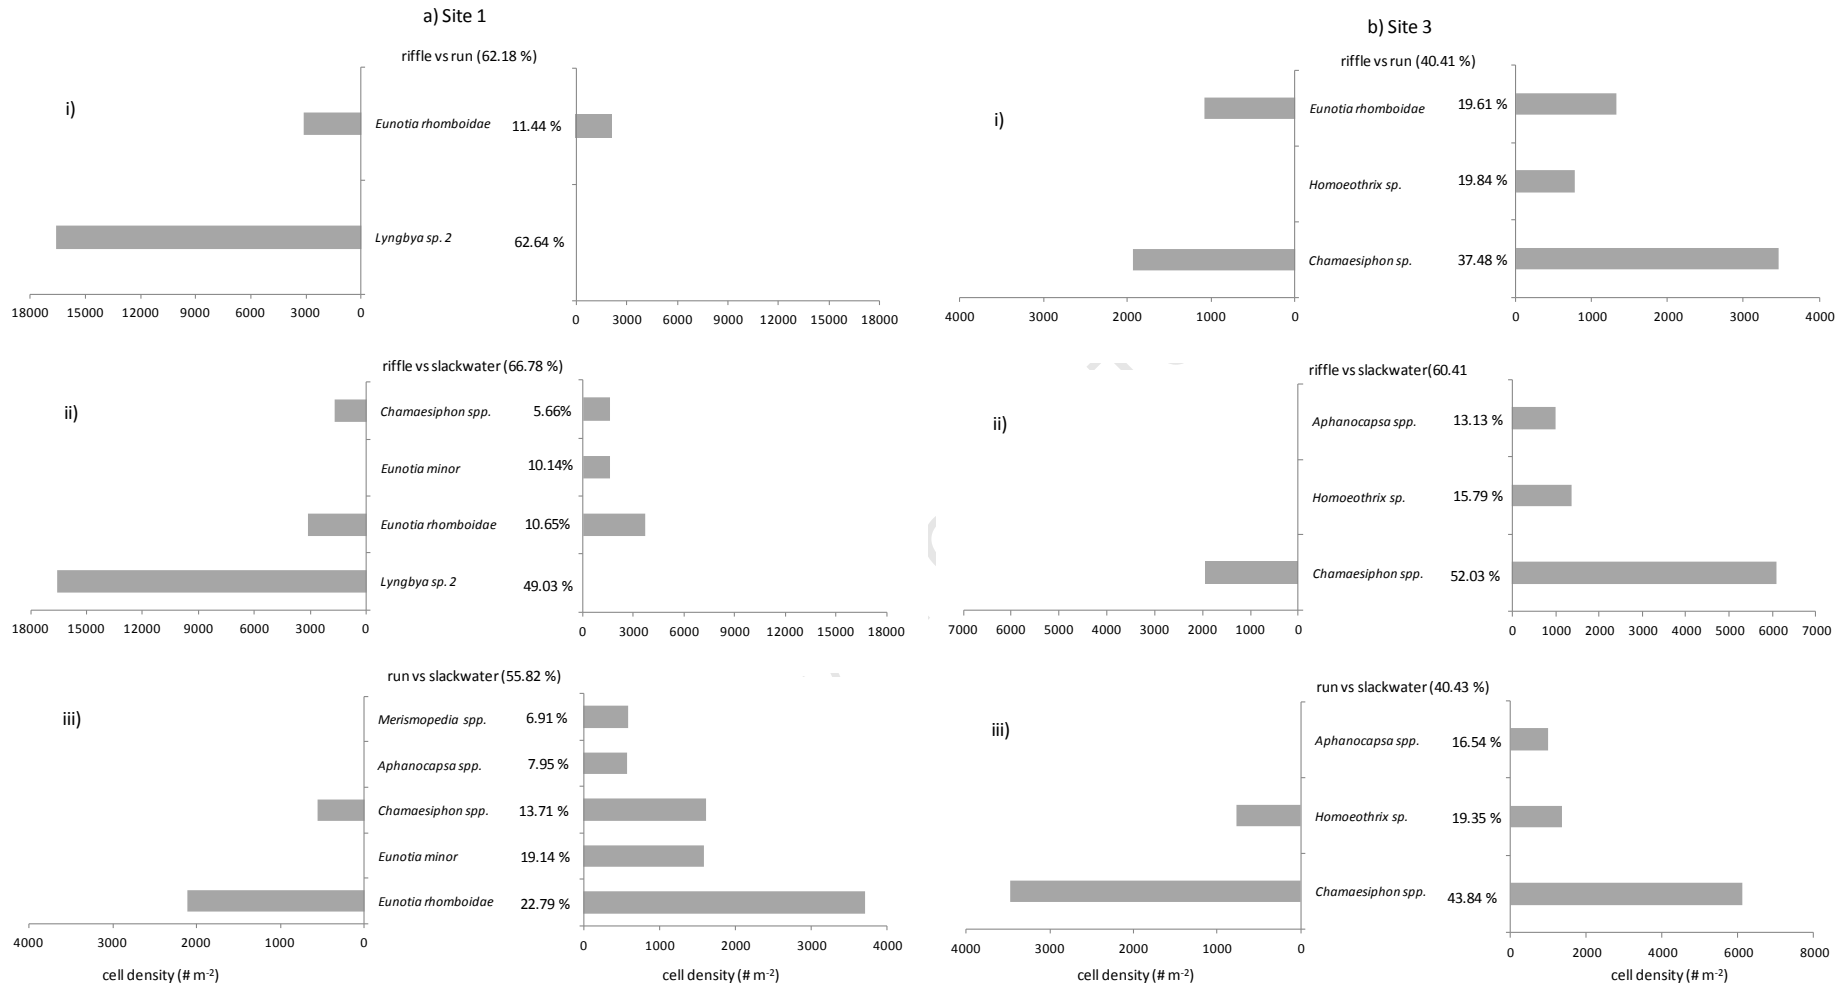 a) Site 1
riffle vs run (62.18 %)
i)
Eunotia rhomboidae 11.44 %
Lyngbya sp. 2 62.64 %
18000 15000 12000 9000 6000 3000 0
0 3000 6000 9000 12000 15000 18000
riffle vs slackwater (66.78 %)
ii)
Chamaesiphon spp. 5.66%
Eunotia minor 10.14%
Eunotia rhomboidae 10.65%
Lyngbya sp. 2 49.03 %
18000 15000 12000 9000 6000 3000 0
0 3000 6000 9000 12000 15000 18000
run vs slackwater (55.82 %)
iii)
Merismopedia spp. 6.91 %
Aphanocapsa spp. 7.95 %
Chamaesiphon spp. 13.71 %
Eunotia minor 19.14 %
Eunotia rhomboidae 22.79 %
4000 3000 2000 1000 0
0 1000 2000 3000 4000
cell density (# m-2)
cell density (# m-2)
b) Site 3
riffle vs run (40.41 %)
i)
Eunotia rhomboidae 19.61 %
Homoeothrix sp. 19.84 %
Chamaesiphon sp. 37.48 %
4000 3000 2000 1000 0
0 1000 2000 3000 4000
riffle vs slackwater(60.41
ii)
Aphanocapsa spp. 13.13 %
Homoeothrix sp. 15.79 %
Chamaesiphon spp. 52.03 %
7000 6000 5000 4000 3000 2000 1000 0
0 1000 2000 3000 4000 5000 6000 7000
run vs slackwater (40.43 %)
iii)
Aphanocapsa spp. 16.54 %
Homoeothrix sp. 19.35 %
Chamaesiphon spp. 43.84 %
4000 3000 2000 1000 0
0 2000 4000 6000 8000
cell density (# m-2)
cell density (# m-2)